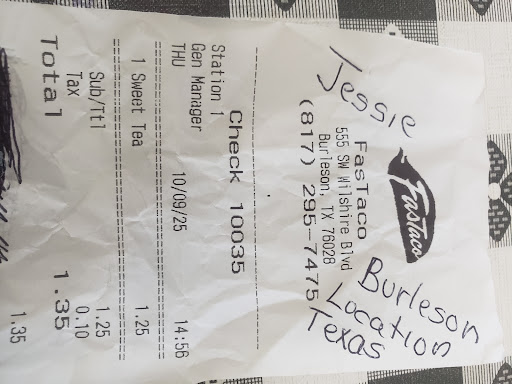 Jessie
Fastaco
Burleson
Location
Texas
FasTaco
555 SW Wilshire Blvd
Burleson, TX 76028
(817) 295-7475
Check 10035
Station 1
Gen Manager
THU 10/09/25 14:56
1 Sweet Tea 1.25
Sub/Ttl 1.25
Tax 0.10
Total 1.35
1.35